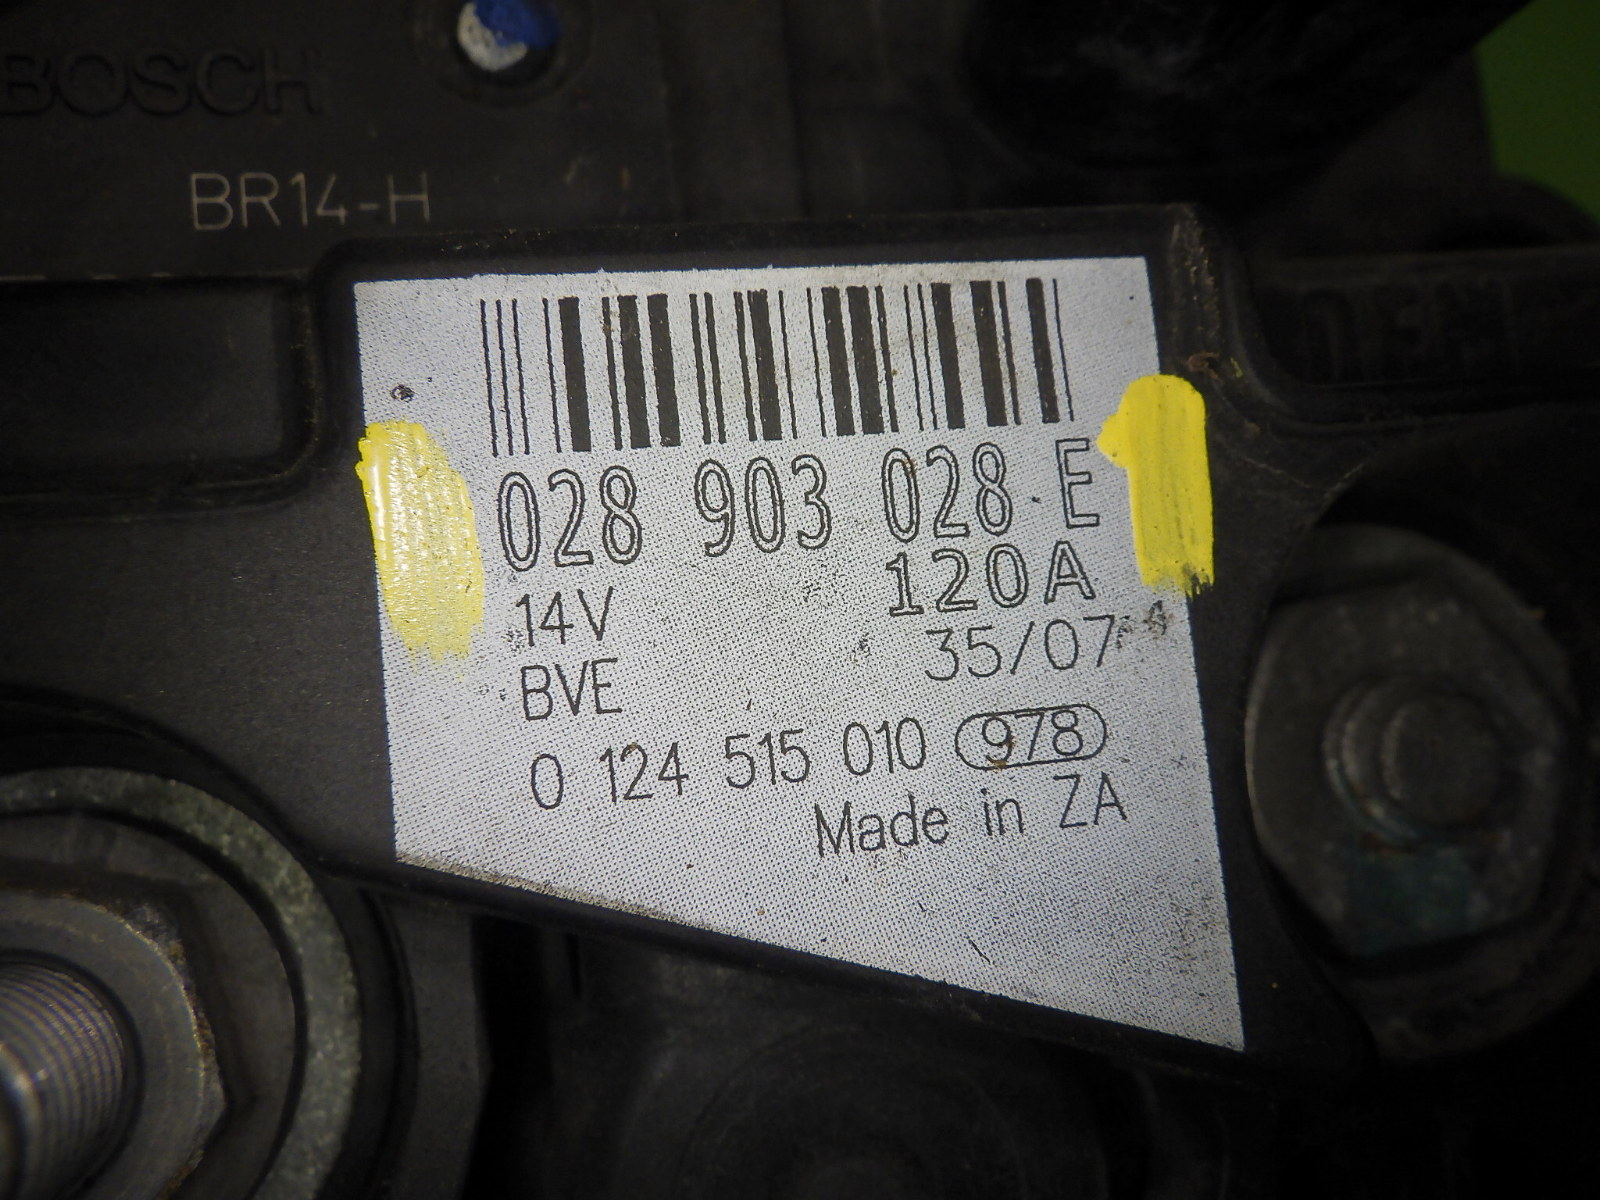 BOSCH
BR14-H
028 903 028 E
14V 120A
BVE 35/07
0 124 515 010 978
Made in ZA